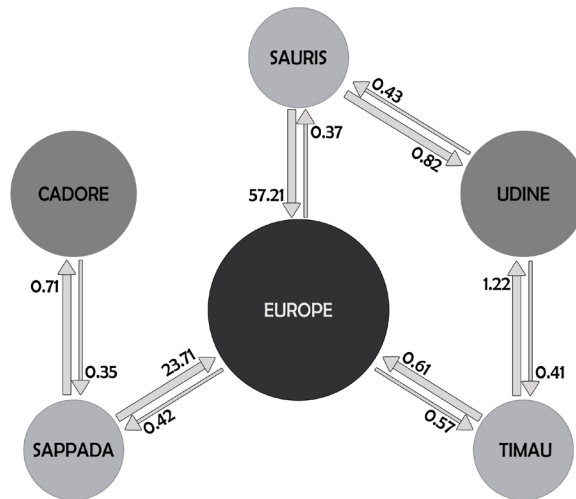 SAURIS
0.43
0.37
0.82
CADORE
57.21
UDINE
0.71
1.22
EUROPE
0.35
23.71
0.61
0.41
0.42
0.57
SAPPADA
TIMAU